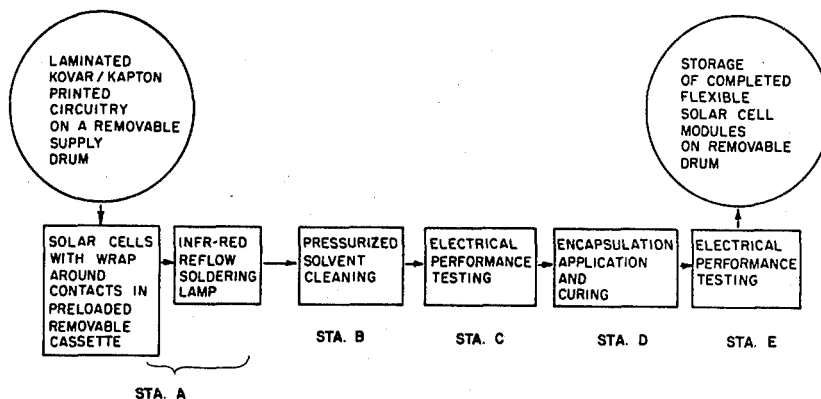 LAMINATED
KOVAR/KAPTON
PRINTED
CIRCUITRY
ON A REMOVABLE
SUPPLY
DRUM
SOLAR CELLS
WITH WRAP
AROUND
CONTACTS IN
PRELOADED
REMOVABLE
CASSETTE
INFR-RED
REFLOW
SOLDERING
LAMP
STA. A
PRESSURIZED
SOLVENT
CLEANING
STA. B
ELECTRICAL
PERFORMANCE
TESTING
STA. C
ENCAPSULATION
APPLICATION
AND
CURING
STA. D
ELECTRICAL
PERFORMANCE
TESTING
STA. E
STORAGE
OF COMPLETED
FLEXIBLE
SOLAR CELL
MODULES
ON REMOVABLE
DRUM